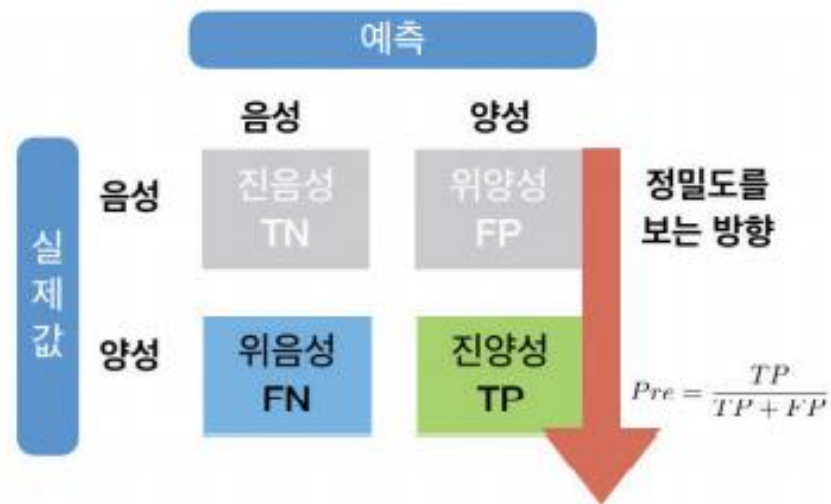 예측
음성 양성
실제값
음성
진음성
TN
위양성
FP
정밀도를
보는 방향
양성
위음성
FN
진양성
TP
Pre = TP / (TP + FP)